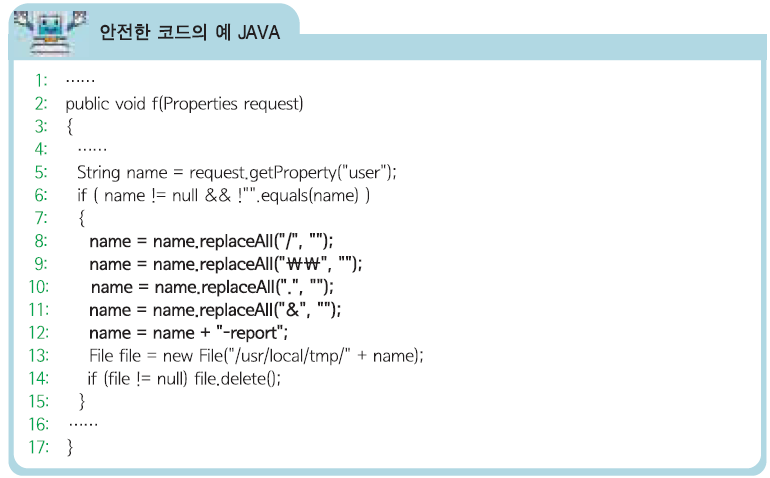 안전한 코드의 예 JAVA
1: ……
2: public void f(Properties request)
3: {
4: ……
5: String name = request.getProperty("user");
6: if ( name != null && !"".equals(name) )
7: {
8: name = name.replaceAll("/", "");
9: name = name.replaceAll("₩₩", "");
10: name = name.replaceAll(".", "");
11: name = name.replaceAll("&", "");
12: name = name + "-report";
13: File file = new File("/usr/local/tmp/" + name);
14: if (file != null) file.delete();
15: }
16: ……
17: }